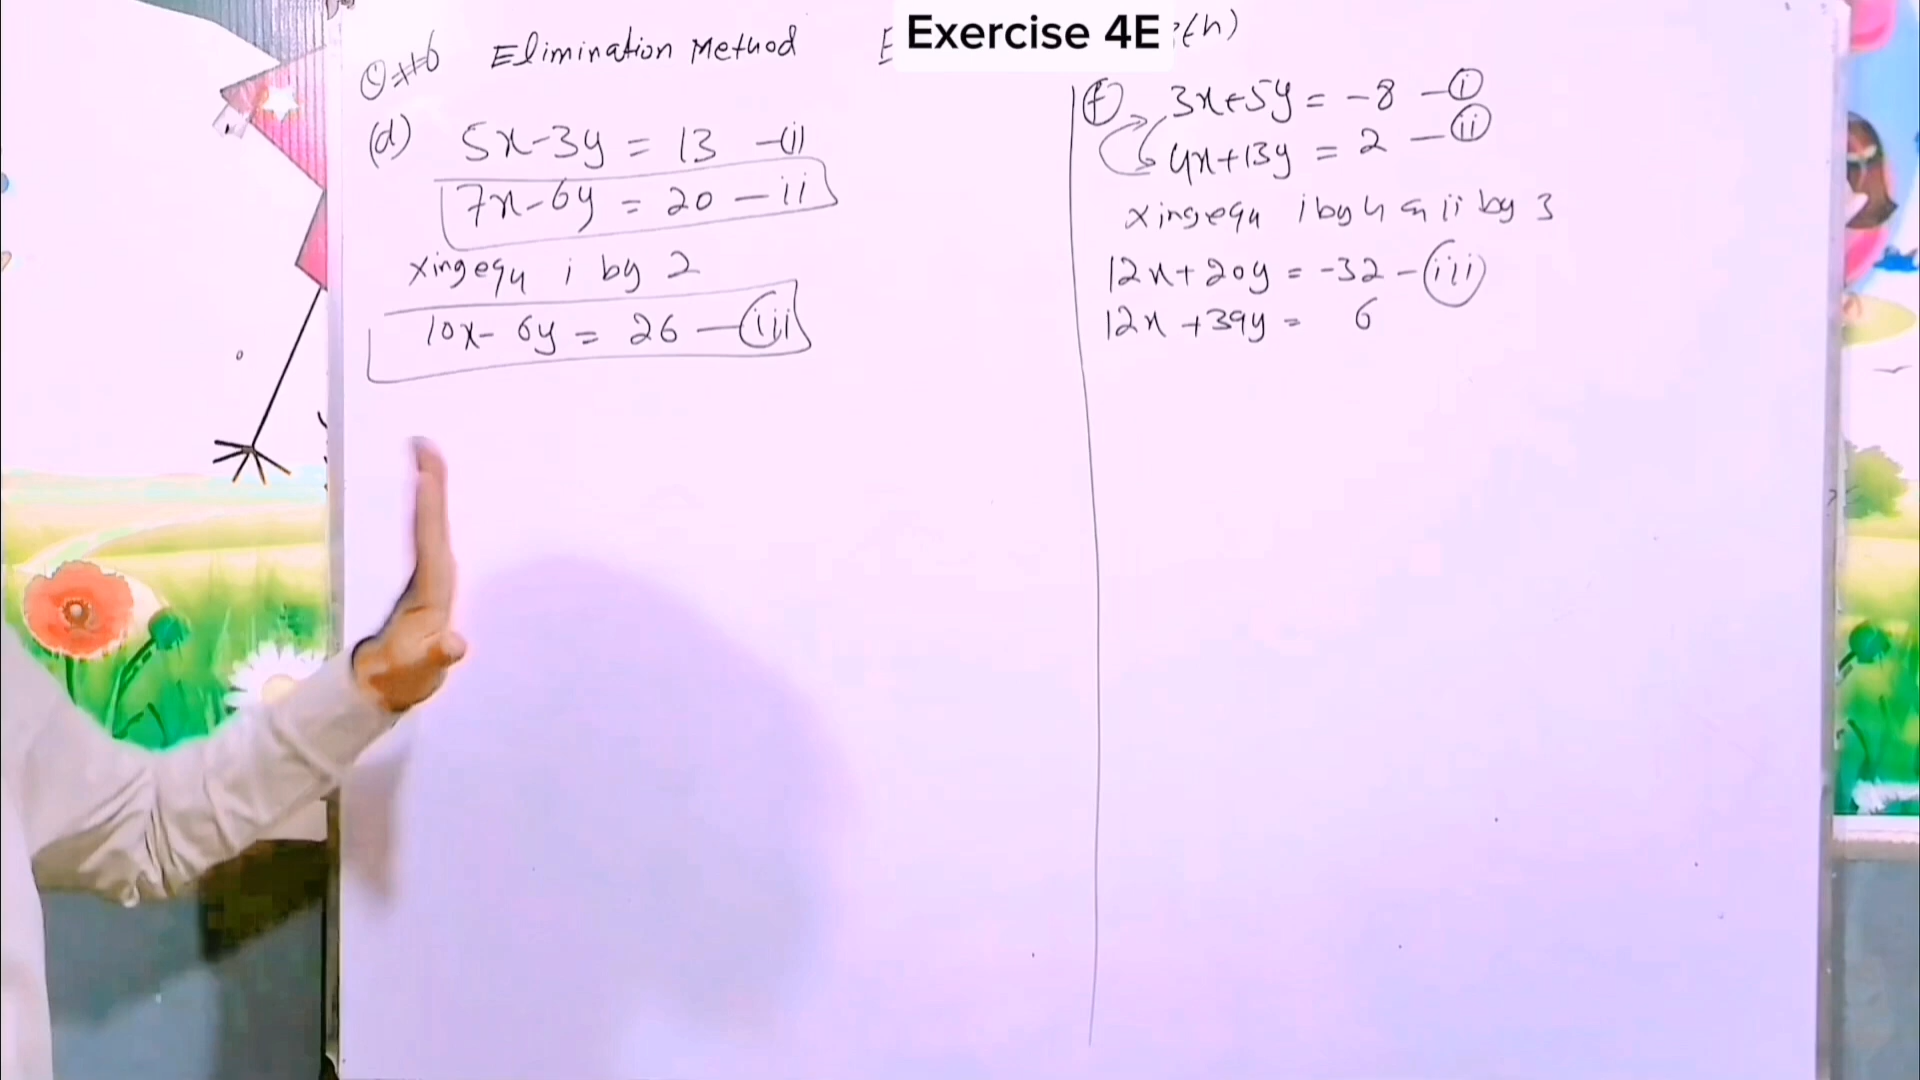 Q#6 Elimination Method E Exercise 4E (h)
(d) 5x-3y = 13 -(i)
7x-6y = 20 - ii
xing equ i by 2
10x-6y = 26 - (iii)
(f) 3x+5y = -8 - (i)
4x+13y = 2 - (ii)
xing equ i by 4 ii by 3
12x+20y = -32 - (iii)
12x +39y = 6